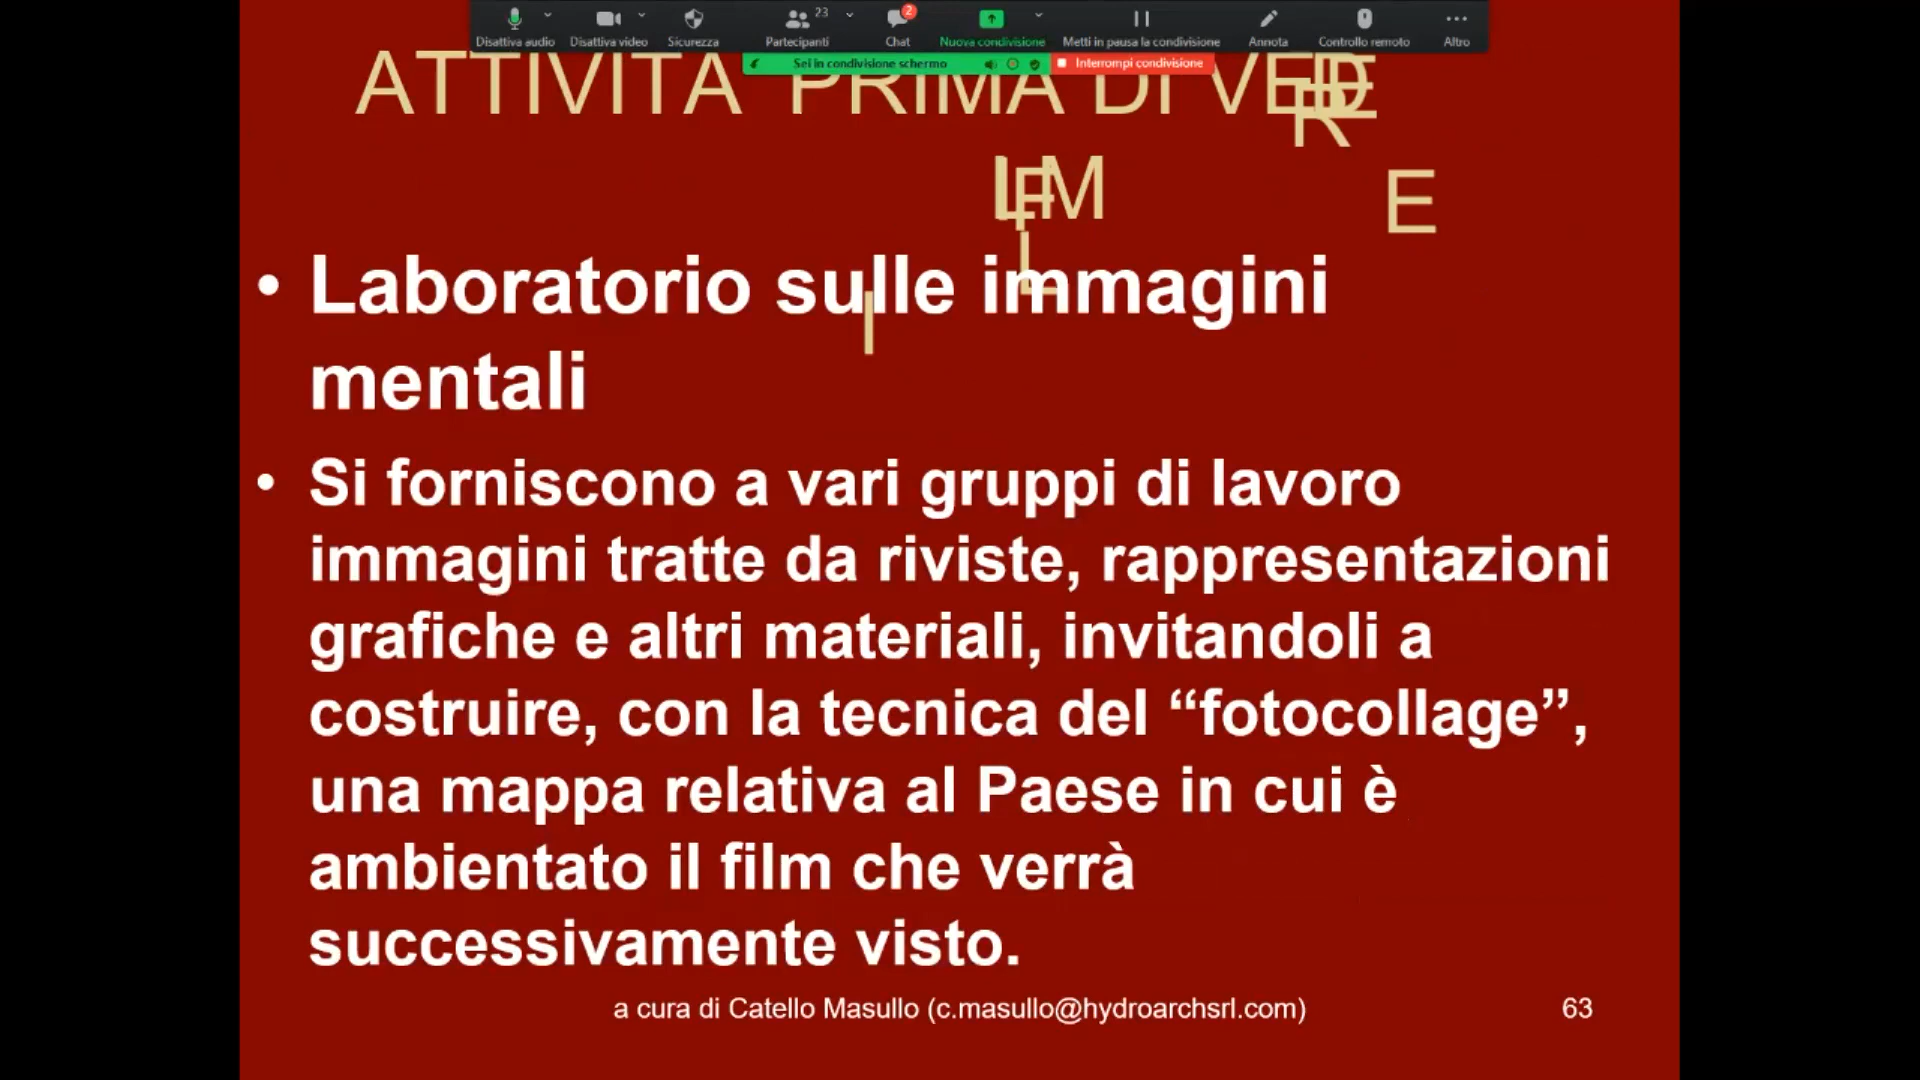 23
2
Disattiva audio
Disattiva video
Sicurezza
Partecipanti
Chat
Nuova condivisione
Metti in pausa la condivisione
Annota
Controllo remoto
Altro
Sei in condivisione schermo
Interrompi condivisione
ATTIVITA PRIMA DI VEDERE
IL FILM
• Laboratorio sulle immagini
mentali
• Si forniscono a vari gruppi di lavoro
immagini tratte da riviste, rappresentazioni
grafiche e altri materiali, invitandoli a
costruire, con la tecnica del “fotocollage”,
una mappa relativa al Paese in cui è
ambientato il film che verrà
successivamente visto.
a cura di Catello Masullo (c.masullo@hydroarchsrl.com)
63